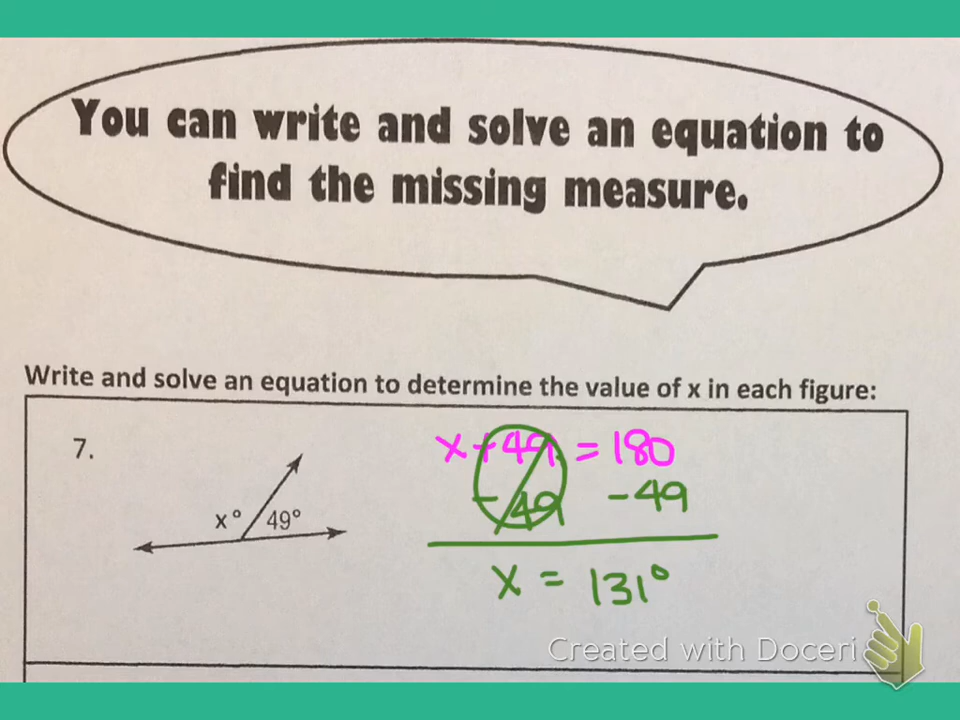 You can write and solve an equation to
find the missing measure.
Write and solve an equation to determine the value of x in each figure:
7.
x° 49°
x + 49 = 180
- 49 - 49
x = 131°
Created with Doceri